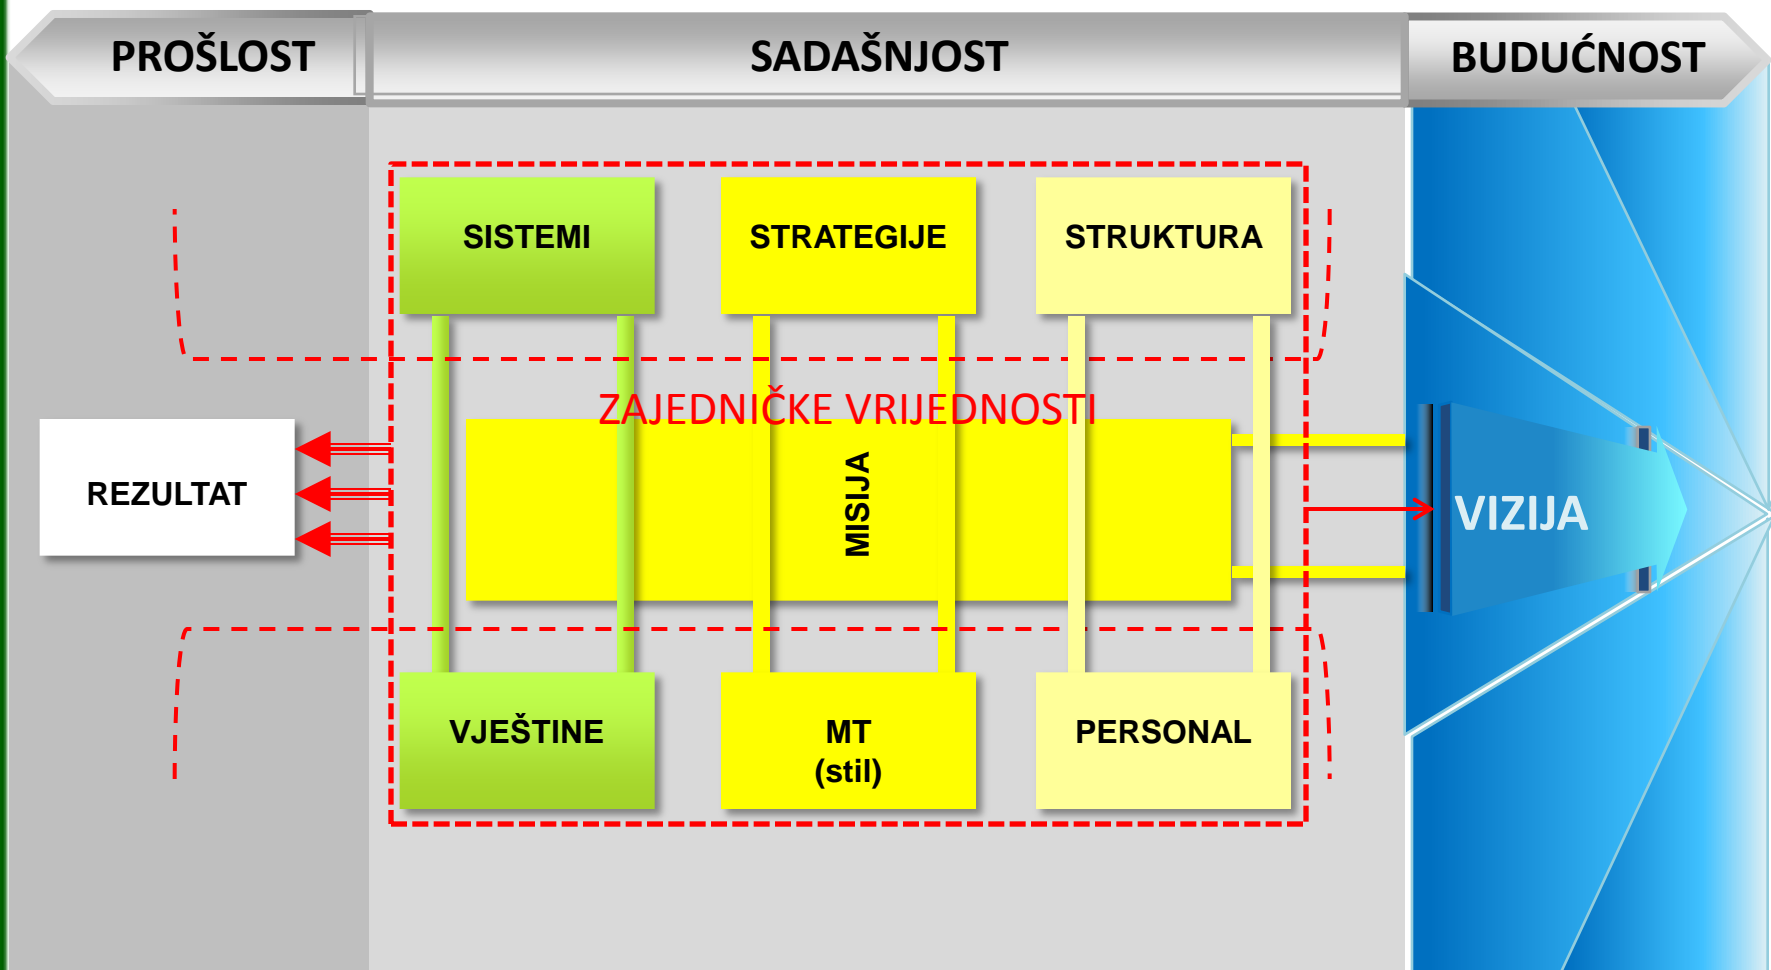 PROŠLOST
SADAŠNJOST
BUDUĆNOST
SISTEMI
STRATEGIJE
STRUKTURA
ZAJEDNIČKE VRIJEDNOSTI
REZULTAT
MISIJA
VIZIJA
VJEŠTINE
MT
(stil)
PERSONAL